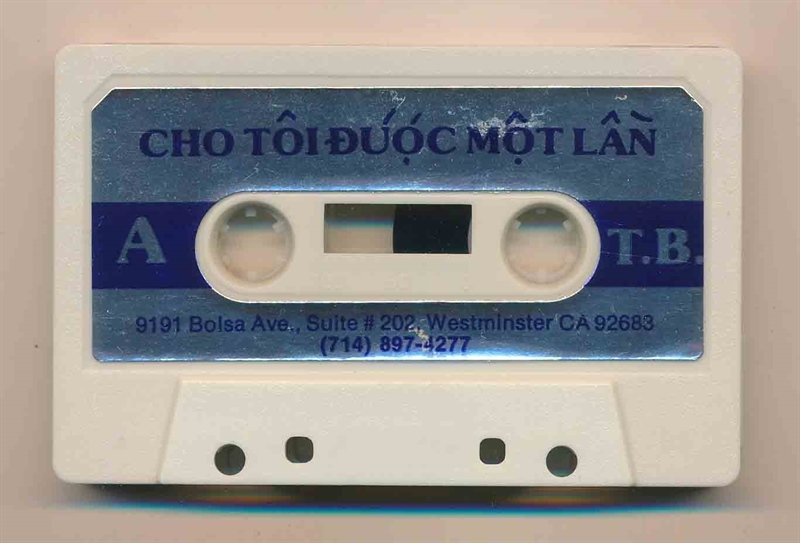 CHO TÔI ĐƯỢC MỘT LẦN
A T.B.
9191 Bolsa Ave., Suite # 202, Westminster CA 92683
(714) 897-4277